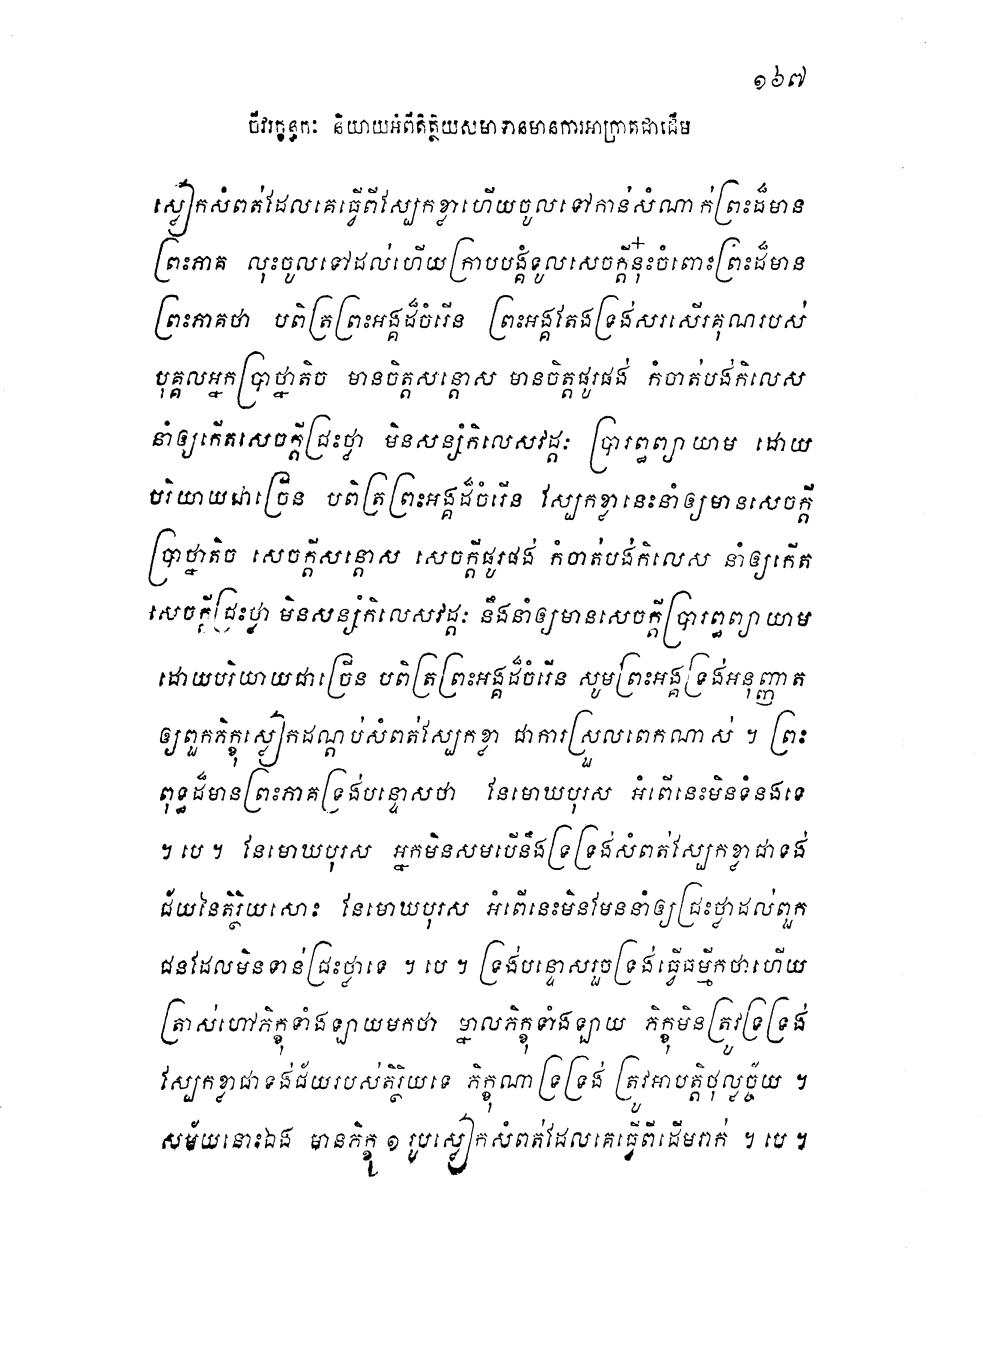 ១៦៧
ចីវរក្ខន្ធកៈ និយាយអំពីតិត្ថិយសមាទានមានការអាក្រាតជាដើម
ស្លៀកសំពត់ដែលគេធ្វើពីស្បែកខ្លាហើយចូលទៅកាន់សំណាក់ព្រះដ៏មាន
ព្រះភាគ លុះចូលទៅដល់ហើយក្រាបបង្គំទូលសេចក្តីនុ៎ះចំពោះព្រះដ៏មាន
ព្រះភាគថា បពិត្រព្រះអង្គដ៏ចំរើន ព្រះអង្គតែងទ្រង់សរសើរគុណរបស់
បុគ្គលអ្នកប្រាថ្នាតិច មានចិត្តសន្តោស មានចិត្តផូរផង់ កំចាត់បង់កិលេស
នាំឲ្យកើតសេចក្តីជ្រះថ្លា មិនសន្សំកិលេសវដ្តៈ ប្រារព្ធព្យាយាម ដោយ
បរិយាយជាច្រើន បពិត្រព្រះអង្គដ៏ចំរើន ស្បែកខ្លានេះនាំឲ្យមានសេចក្តី
ប្រាថ្នាតិច សេចក្តីសន្តោស សេចក្តីផូរផង់ កំចាត់បង់កិលេស នាំឲ្យកើត
សេចក្តីជ្រះថ្លា មិនសន្សំកិលេសវដ្តៈ នឹងនាំឲ្យមានសេចក្តីប្រារព្ធព្យាយាម
ដោយបរិយាយជាច្រើន បពិត្រព្រះអង្គដ៏ចំរើន សូមព្រះអង្គទ្រង់អនុញ្ញាត
ឲ្យពួកភិក្ខុស្លៀកដណ្តប់សំពត់ស្បែកខ្លា ជាការស្រួលពេកណាស់ ។ ព្រះ
ពុទ្ធដ៏មានព្រះភាគទ្រង់បន្ទោសថា នែមោឃបុរស អំពើនេះមិនទំនងទេ
។ បេ ។ នែមោឃបុរស អ្នកមិនសមបើនឹងទ្រទ្រង់សំពត់ស្បែកខ្លាជាទង់
ជ័យនៃតិរ្ថិយសោះ នែមោឃបុរស អំពើនេះមិនមែននាំឲ្យជ្រះថ្លាដល់ពួក
ជនដែលមិនទាន់ជ្រះថ្លាទេ ។ បេ ។ ទ្រង់បន្ទោសរួចទ្រង់ធ្វើធម្មីកថាហើយ
ត្រាស់ហៅភិក្ខុទាំងឡាយមកថា ម្នាលភិក្ខុទាំងឡាយ ភិក្ខុមិនត្រូវទ្រទ្រង់
ស្បែកខ្លាជាទង់ជ័យរបស់តិរ្ថិយទេ ភិក្ខុណាទ្រទ្រង់ ត្រូវអាបត្តិថុល្លច្ច័យ ។
សម័យនោះឯង មានភិក្ខុ ១ រូបស្លៀកសំពត់ដែលគេធ្វើពីដើមរាក់ ។ បេ ។